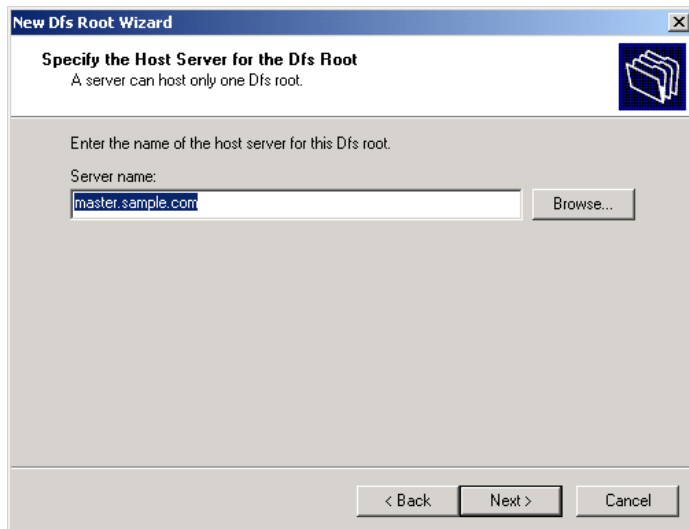 New Dfs Root Wizard
Specify the Host Server for the Dfs Root
A server can host only one Dfs root.
Enter the name of the host server for this Dfs root.
Server name:
master.sample.com
Browse...
< Back
Next >
Cancel